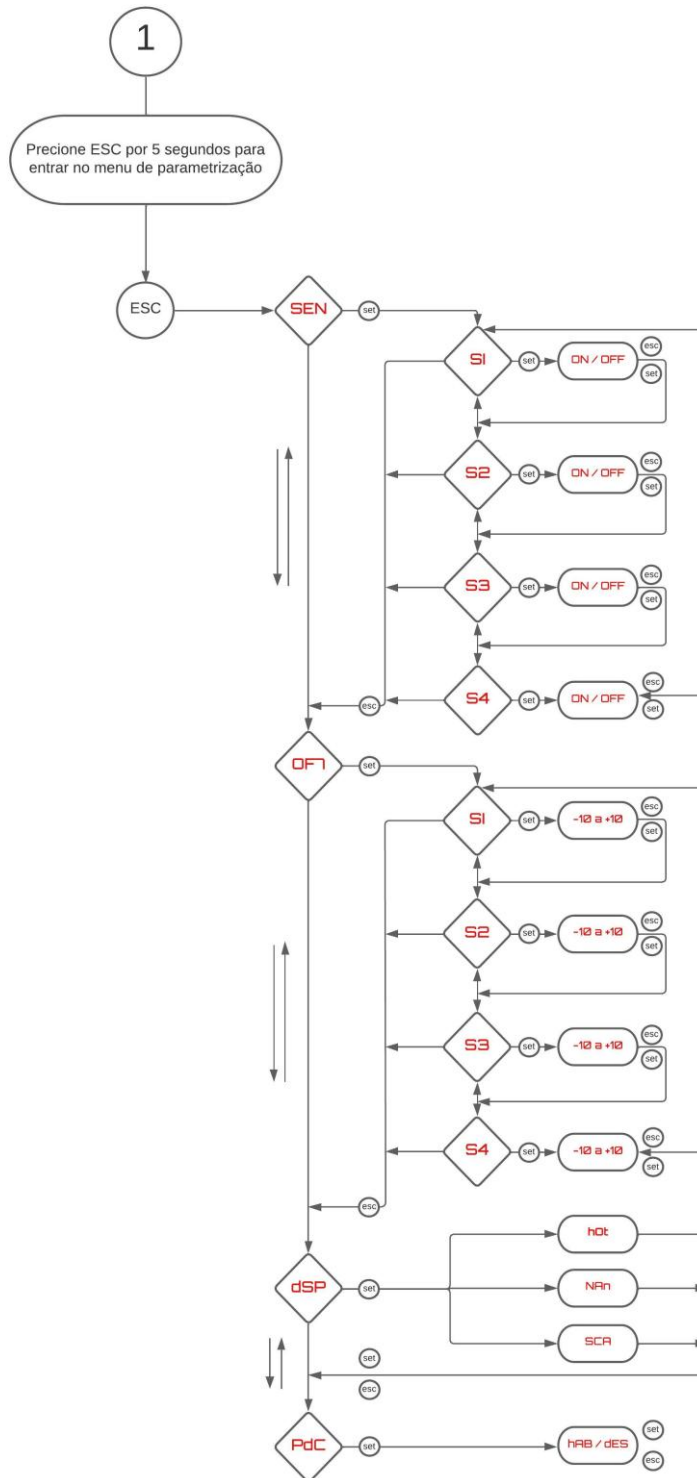 1
Precione ESC por 5 segundos para
entrar no menu de parametrização
ESC
SEN
set
S1
set
ON / OFF
esc
set
S2
set
ON / OFF
esc
set
S3
set
ON / OFF
esc
set
S4
set
ON / OFF
esc
set
esc
OF7
set
S1
set
-10 a +10
esc
set
S2
set
-10 a +10
esc
set
S3
set
-10 a +10
esc
set
S4
set
-10 a +10
esc
set
esc
hOt
dSP
set
NAn
SCA
set
esc
PdC
set
hAB / dES
set
esc